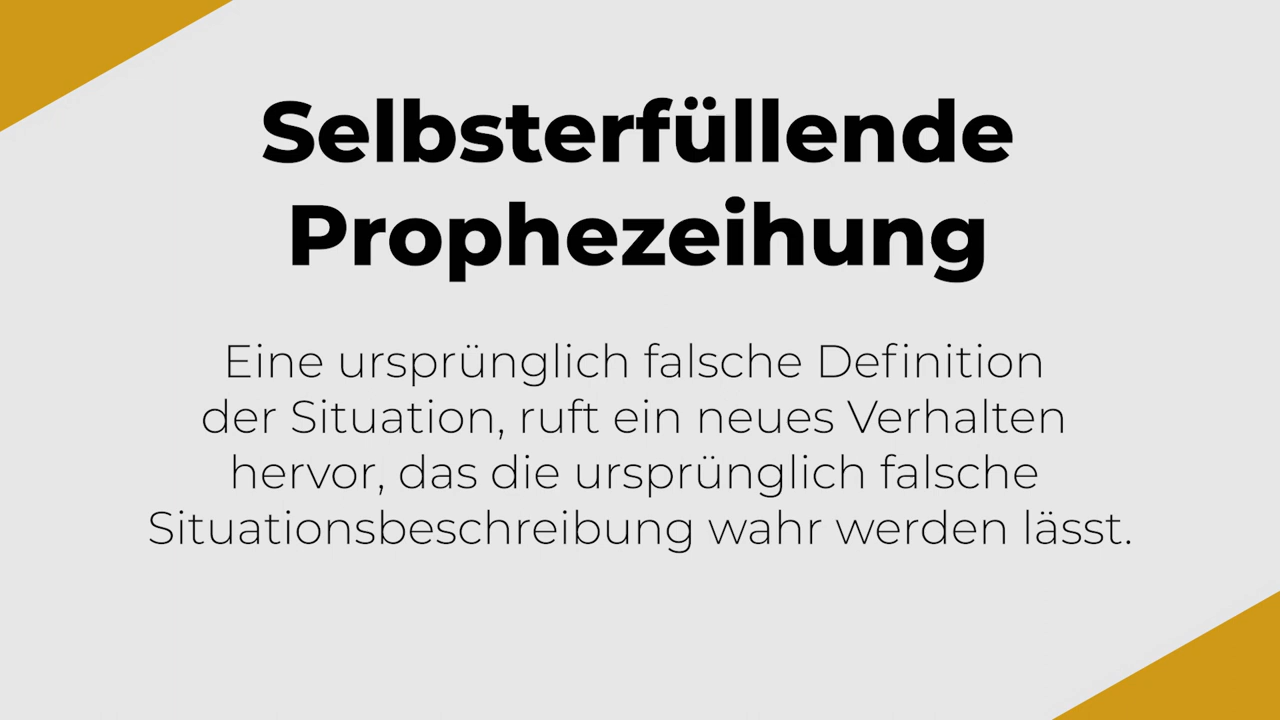 Selbsterfüllende
Prophezeihung
Eine ursprünglich falsche Definition
der Situation, ruft ein neues Verhalten
hervor, das die ursprünglich falsche
Situationsbeschreibung wahr werden lässt.